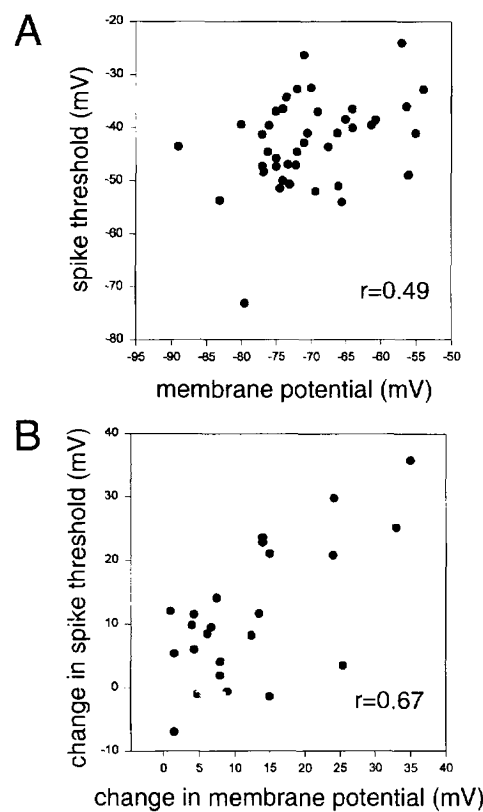 A
spike threshold (mV)
-20
-30
-40
-50
-60
-70
-80
r=0.49
-95 -90 -85 -80 -75 -70 -65 -60 -55 -50
membrane potential (mV)
B
change in spike threshold (mV)
40
30
20
10
0
-10
r=0.67
0 5 10 15 20 25 30 35 40
change in membrane potential (mV)